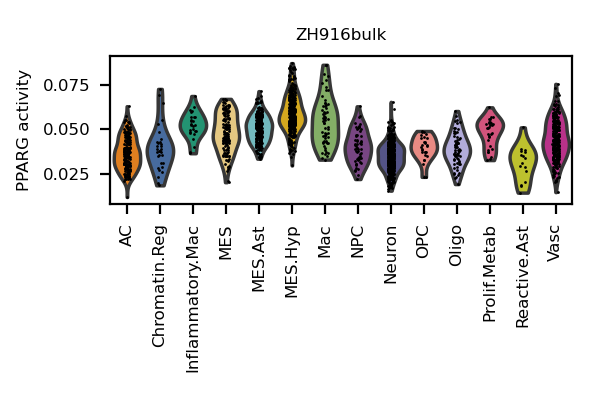 ZH916bulk
PPARG activity
0.075
0.050
0.025
AC
Chromatin.Reg
Inflammatory.Mac
MES
MES.Ast
MES.Hyp
Mac
NPC
Neuron
OPC
Oligo
Prolif.Metab
Reactive.Ast
Vasc